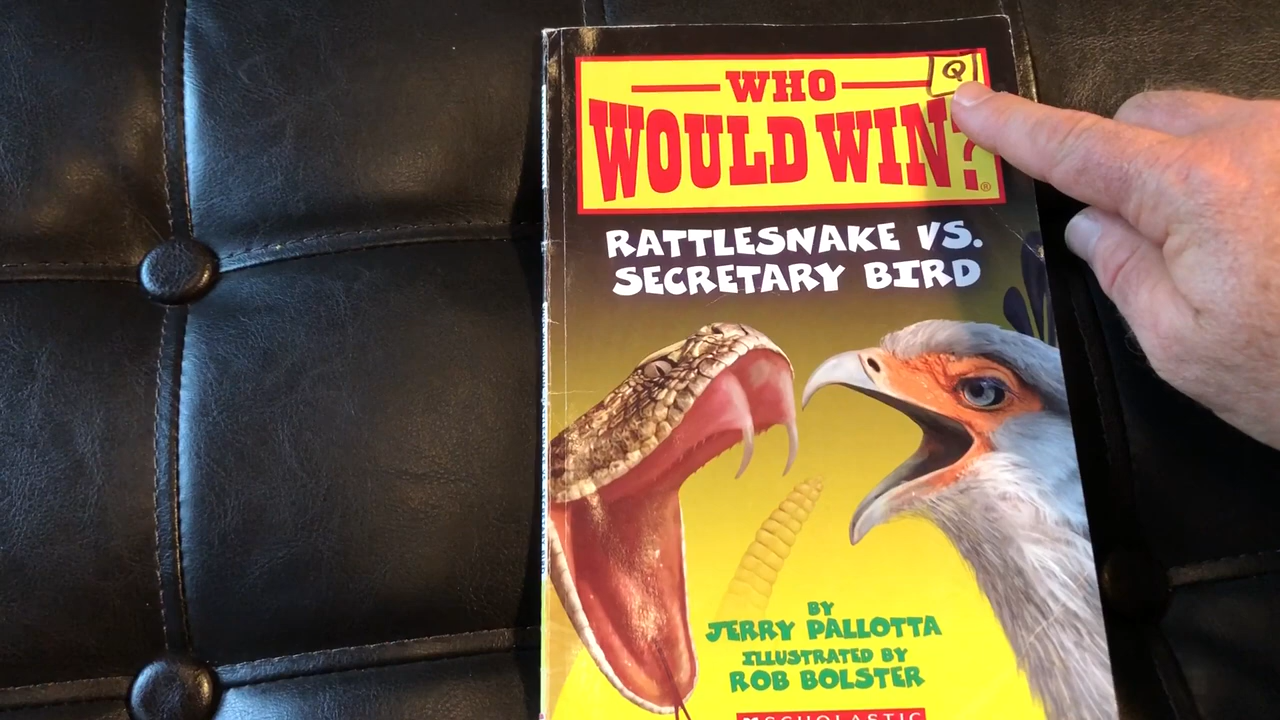 Q
WHO
WOULD WIN?
®
RATTLESNAKE VS.
SECRETARY BIRD
BY
JERRY PALLOTTA
ILLUSTRATED BY
ROB BOLSTER
SCHOLASTIC